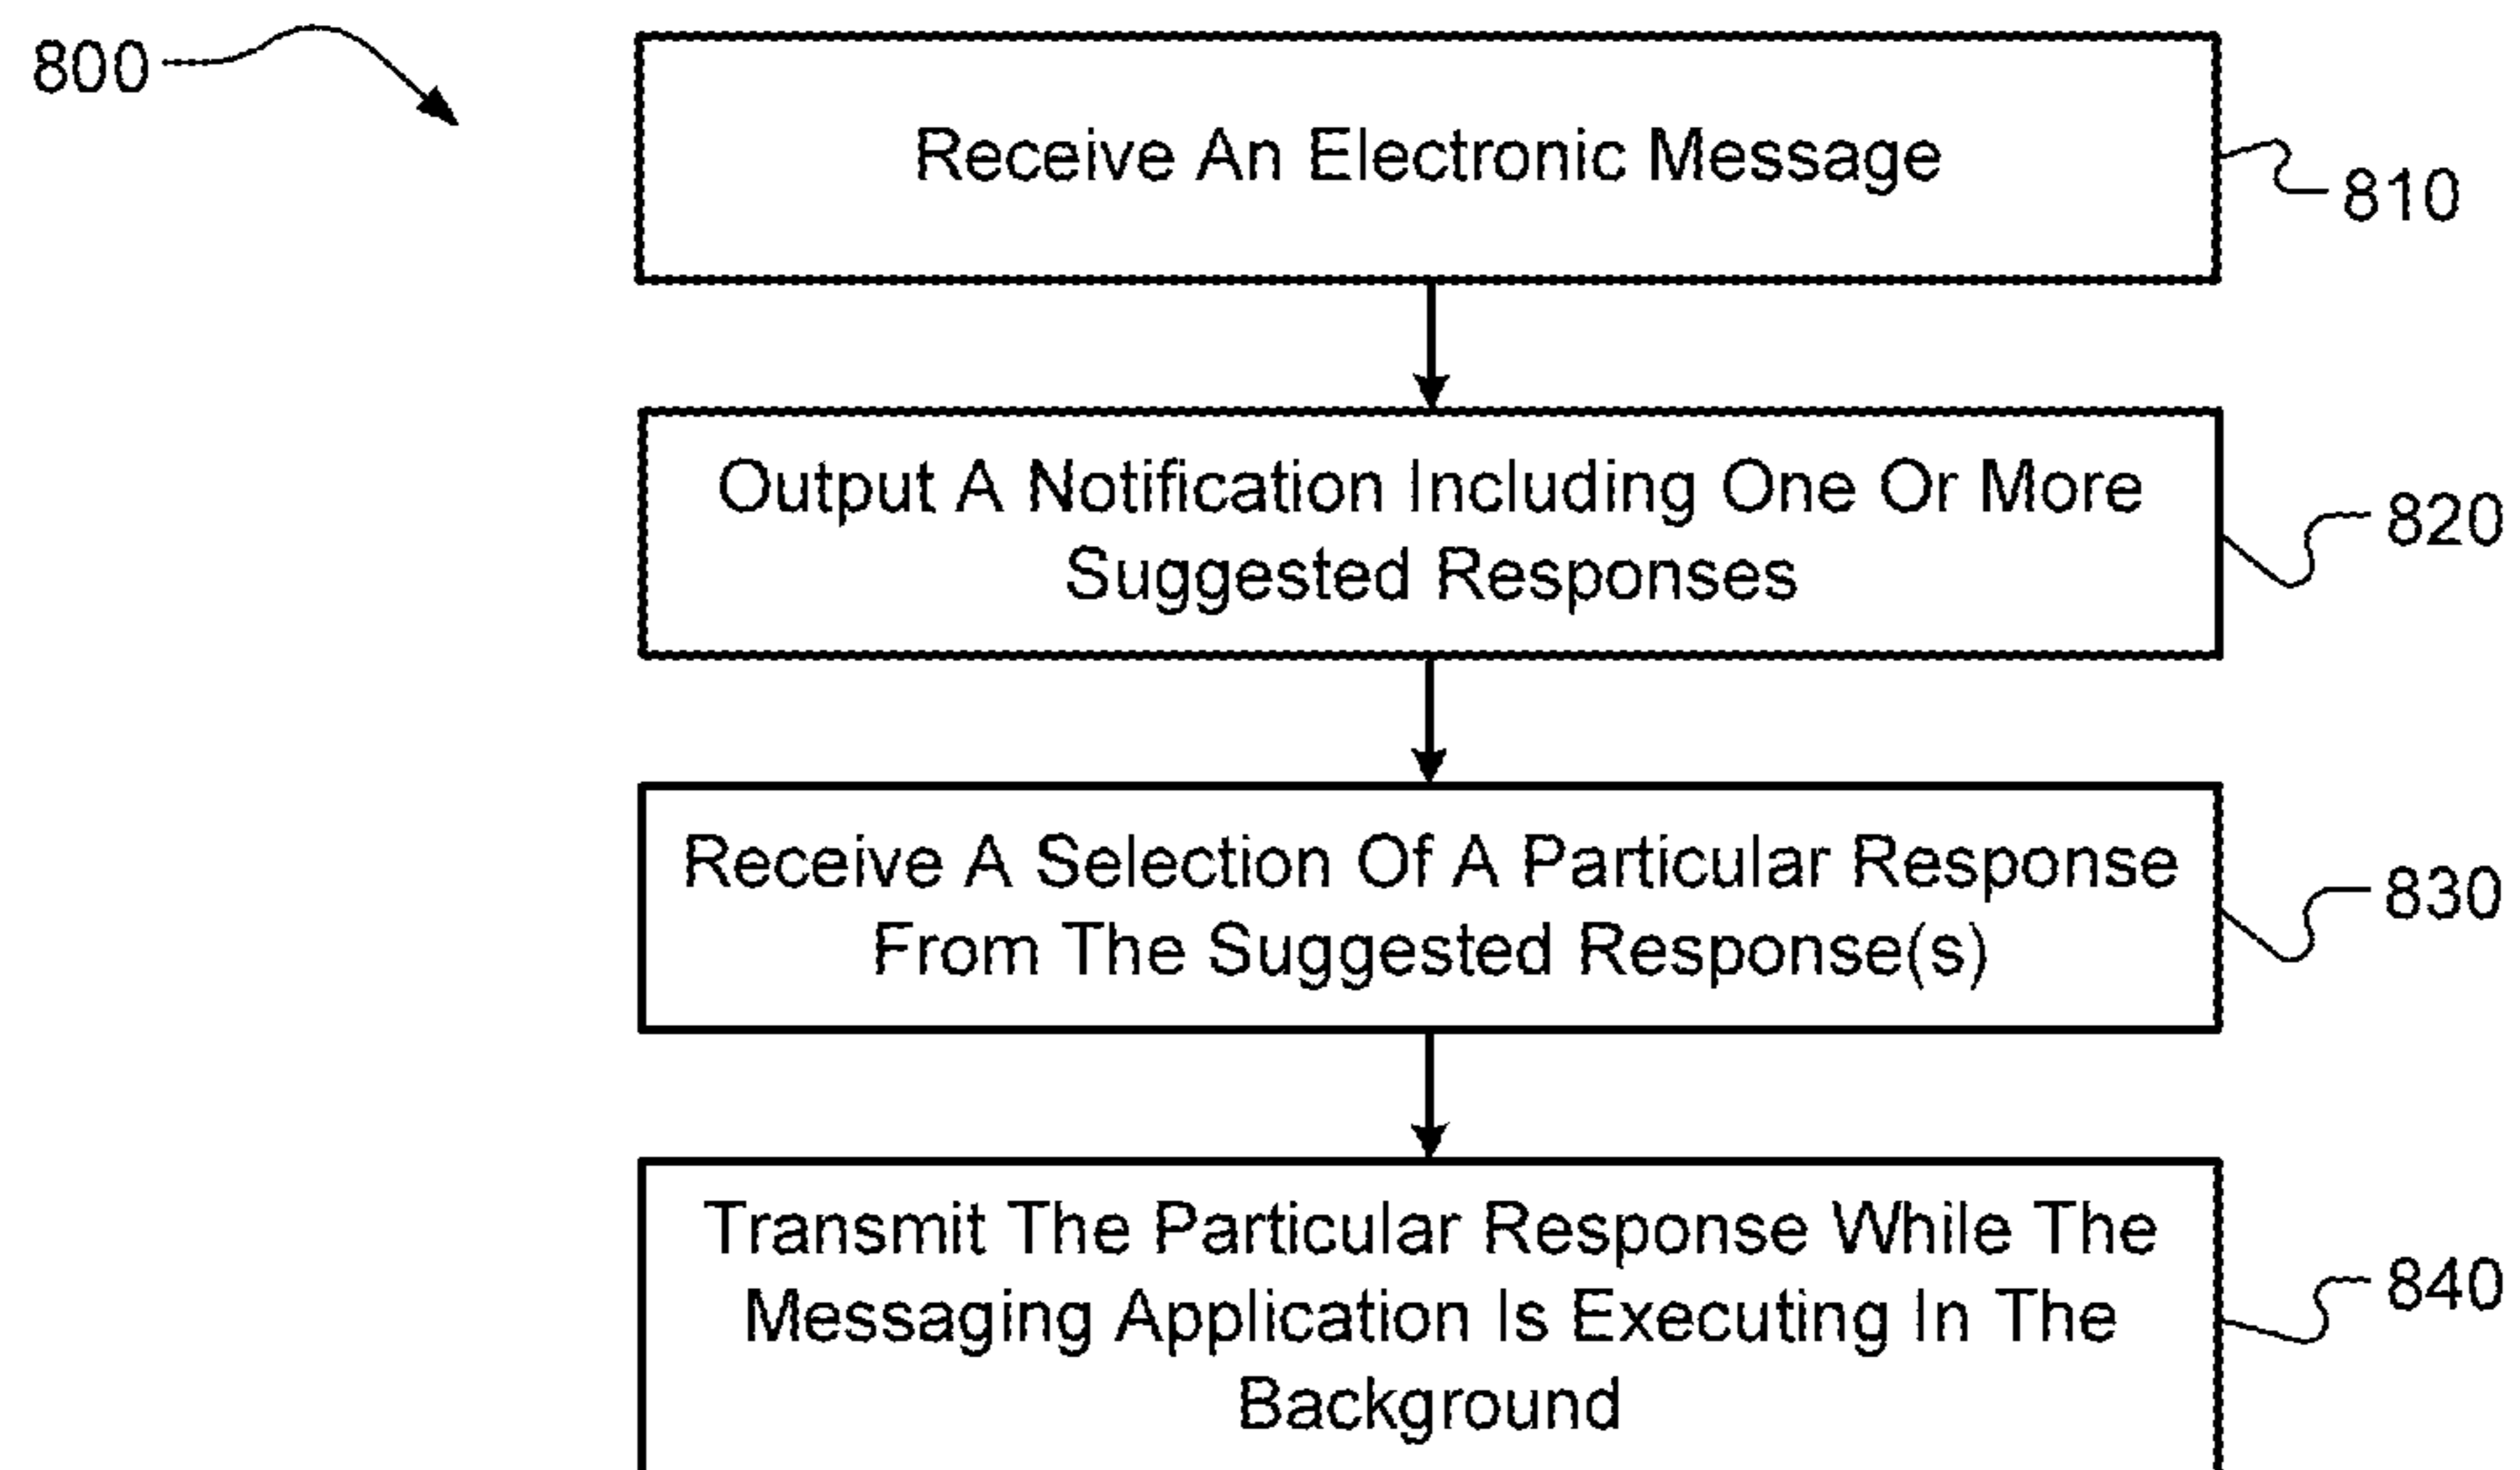 800
Receive An Electronic Message
810
Output A Notification Including One Or More
Suggested Responses
820
Receive A Selection Of A Particular Response
From The Suggested Response(s)
830
Transmit The Particular Response While The
Messaging Application Is Executing In The
Background
840